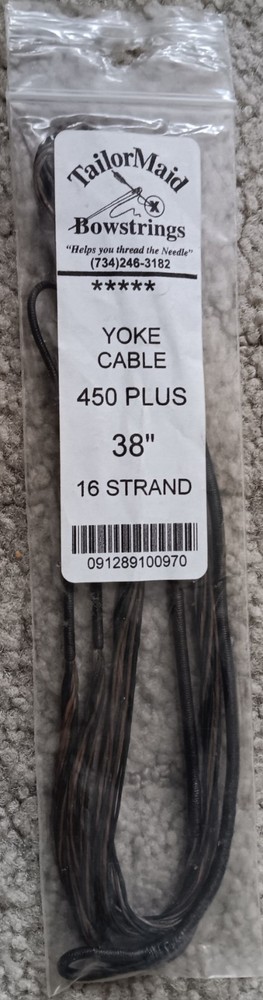 TailorMaid
Bowstrings
"Helps you thread the Needle"
(734)246-3182
*****
YOKE
CABLE
450 PLUS
38"
16 STRAND
091289100970